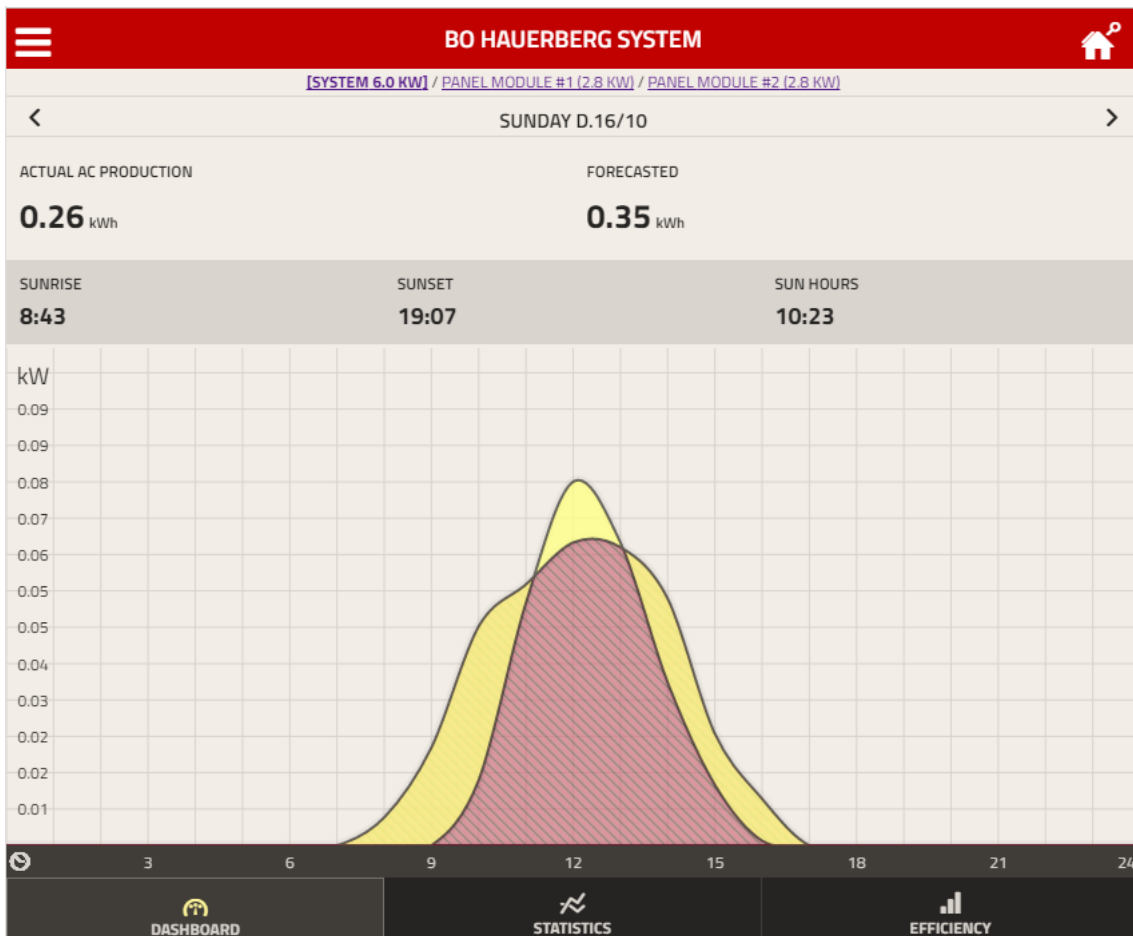 BO HAUERBERG SYSTEM
[SYSTEM 6.0 KW] / PANEL MODULE #1 (2.8 KW) / PANEL MODULE #2 (2.8 KW)
SUNDAY D.16/10
ACTUAL AC PRODUCTION FORECASTED
0.26 kWh 0.35 kWh
SUNRISE SUNSET SUN HOURS
8:43 19:07 10:23
kW
0.09
0.09
0.08
0.07
0.06
0.05
0.05
0.04
0.03
0.02
0.02
0.01
3 6 9 12 15 18 21 24
DASHBOARD STATISTICS EFFICIENCY